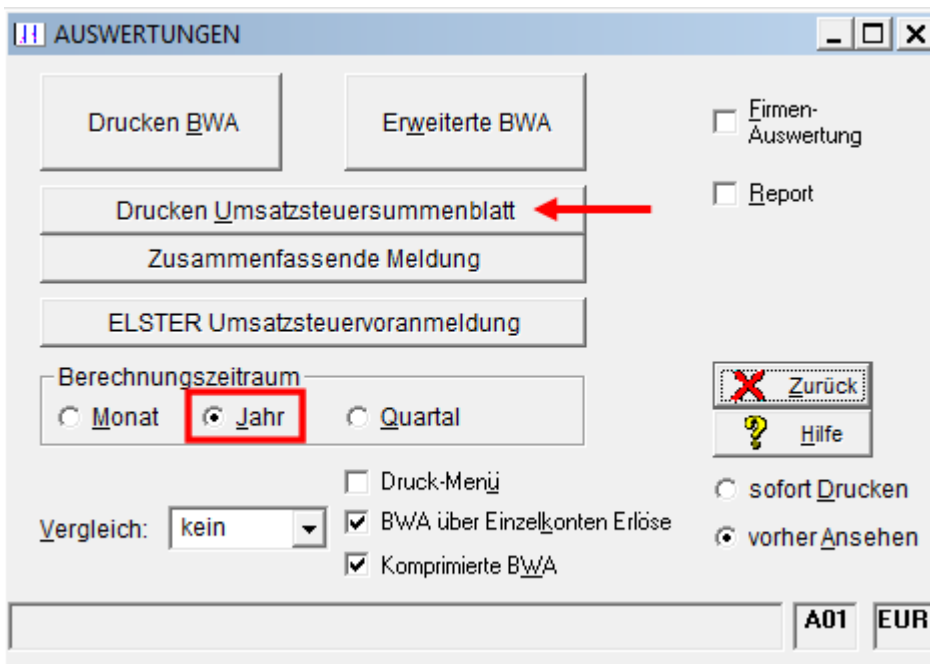 AUSWERTUNGEN
Drucken BWA
Erweiterte BWA
Firmen-
Auswertung
Drucken Umsatzsteuersummenblatt
Report
Zusammenfassende Meldung
ELSTER Umsatzsteuervoranmeldung
Berechnungszeitraum
Monat
Jahr
Quartal
Zurück
Hilfe
Druck-Menü
sofort Drucken
Vergleich:
kein
BWA über Einzelkonten Erlöse
vorher Ansehen
Komprimierte BWA
A01
EUR